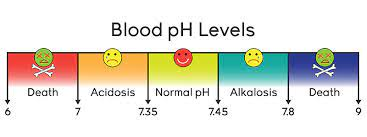 Blood pH Levels
Death Acidosis Normal pH Alkalosis Death
6 7 7.35 7.45 7.8 9